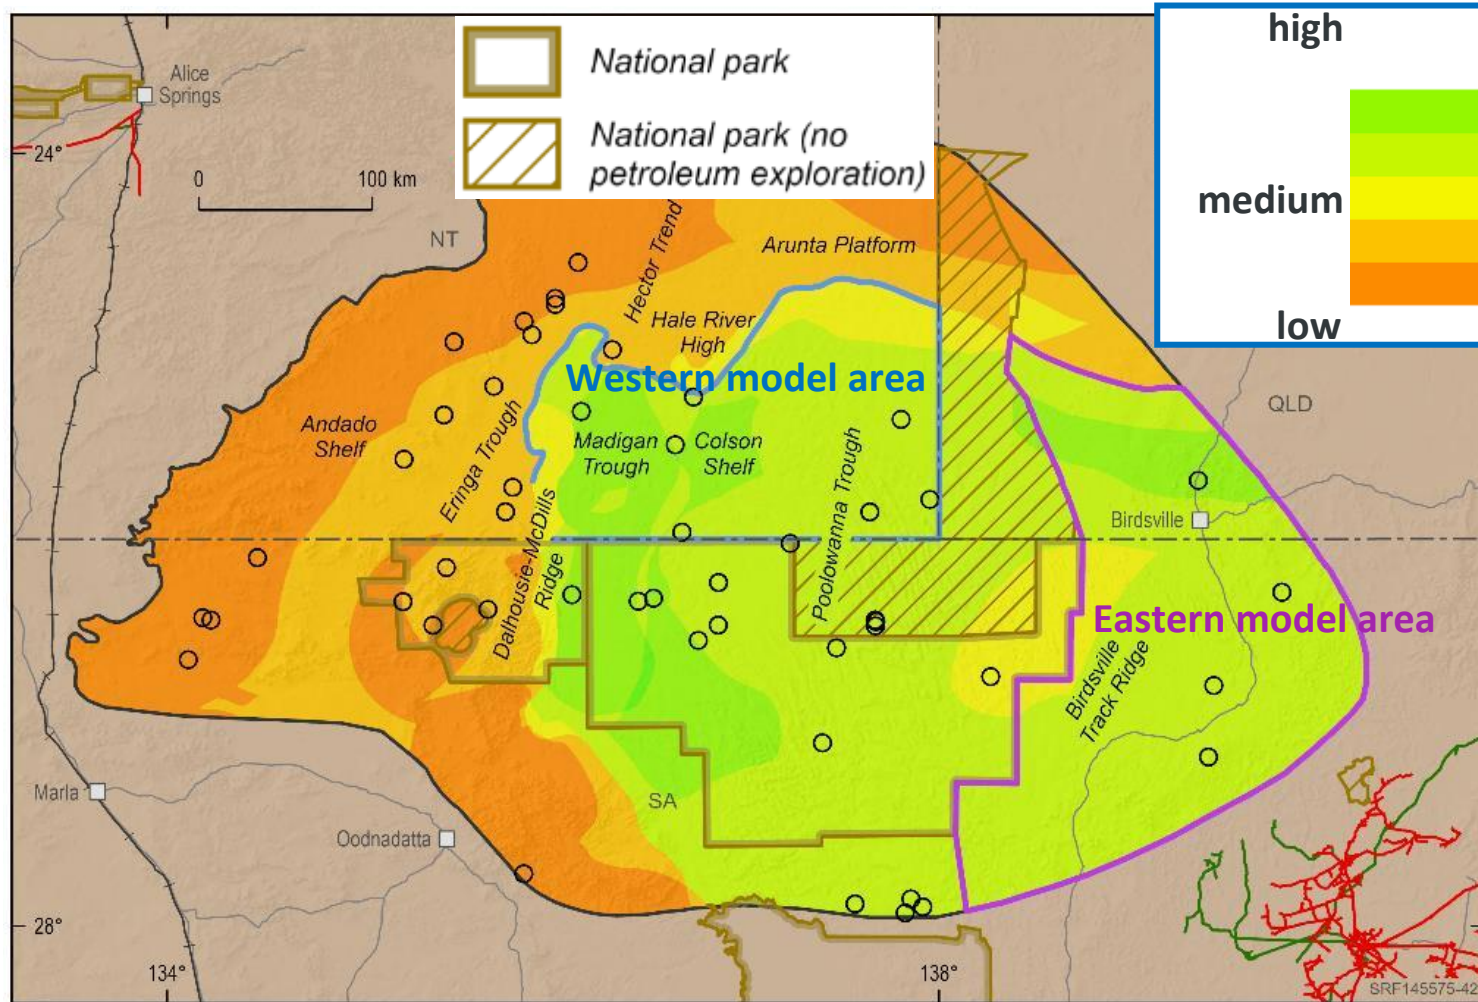 National park
National park (no
petroleum exploration)
high
medium
low
Alice
Springs
24°
0
100 km
NT
Hector Trend
Arunta Platform
Hale River
High
Western model area
Andado
Shelf
Eringa Trough
Madigan
Trough
Colson
Shelf
Poolowanna Trough
QLD
Birdsville
Dalhousie-McDills
Ridge
Eastern model area
Birdsville
Track Ridge
Marla
SA
Oodnadatta
28°
134°
138°
SRF145575-42